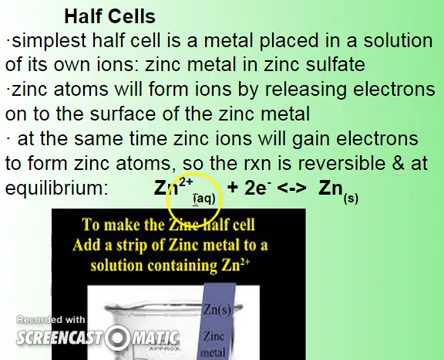 Half Cells
·simplest half cell is a metal placed in a solution
of its own ions: zinc metal in zinc sulfate
·zinc atoms will form ions by releasing electrons
on to the surface of the zinc metal
· at the same time zinc ions will gain electrons
to form zinc atoms, so the rxn is reversible & at
equilibrium: Zn²⁺(aq) + 2e⁻ <-> Zn(s)
To make the Zinc half cell
Add a strip of Zinc metal to a
solution containing Zn²⁺
Zn(s)
Zinc
metal
APPROX
Recorded with
SCREENCAST-O-MATIC